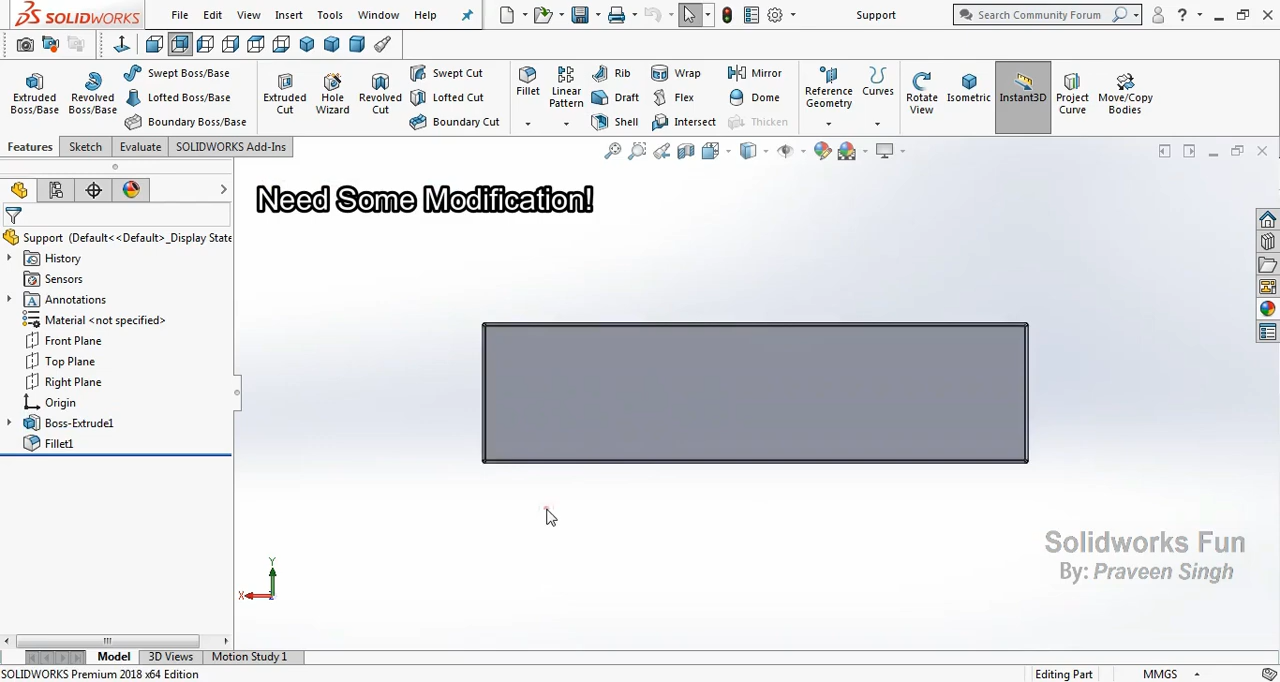 SOLIDWORKS
File Edit View Insert Tools Window Help
Support
Search Community Forum
?
Extruded Boss/Base
Revolved Boss/Base
Swept Boss/Base
Lofted Boss/Base
Boundary Boss/Base
Extruded Cut
Hole Wizard
Revolved Cut
Swept Cut
Lofted Cut
Boundary Cut
Fillet
Linear Pattern
Rib
Draft
Shell
Wrap
Flex
Intersect
Mirror
Dome
Thicken
Reference Geometry
Curves
Rotate View
Isometric
Instant3D
Project Curve
Move/Copy Bodies
Features Sketch Evaluate SOLIDWORKS Add-Ins
Need Some Modification!
Support (Default<<Default>_Display State
History
Sensors
Annotations
Material <not specified>
Front Plane
Top Plane
Right Plane
Origin
Boss-Extrude1
Fillet1
Y
X
Z
Solidworks Fun
By: Praveen Singh
Model 3D Views Motion Study 1
SOLIDWORKS Premium 2018 x64 Edition
Editing Part
MMGS